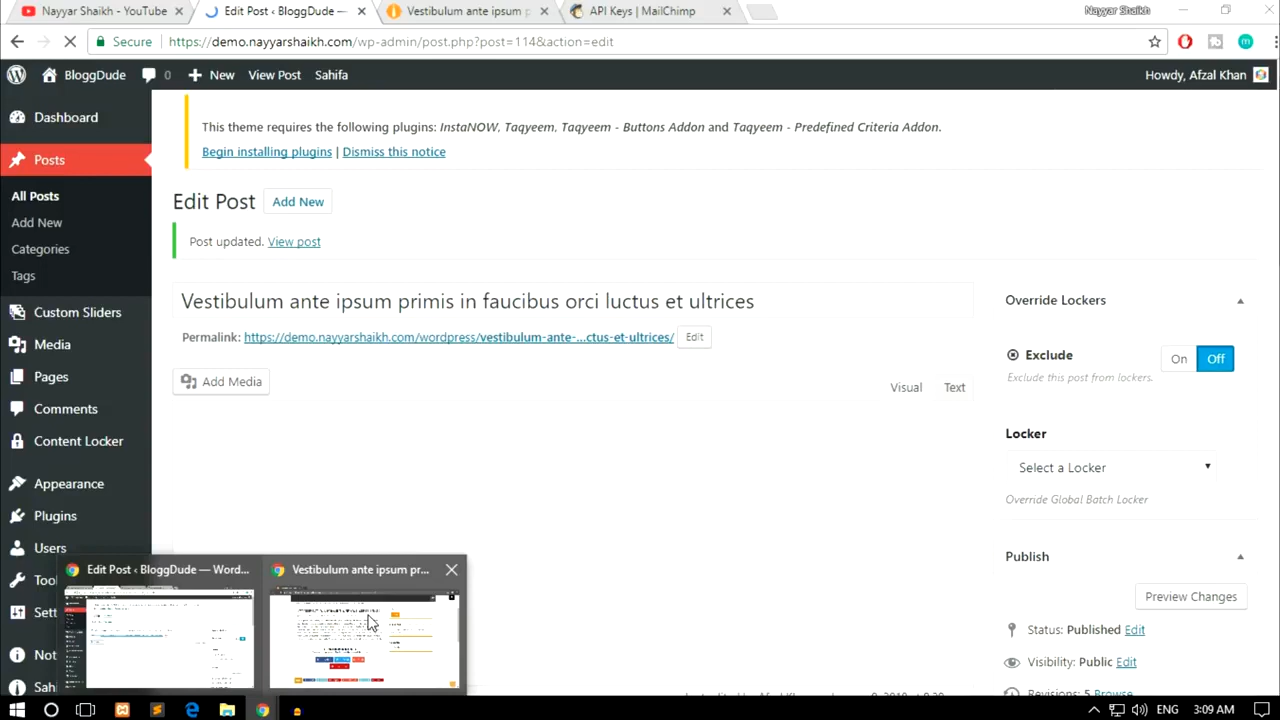 Nayyar Shaikh - YouTube
Edit Post ‹ BloggDude —
Vestibulum ante ipsum p
API Keys | MailChimp
Nayyar Shaikh
Secure
https://demo.nayyarshaikh.com/wp-admin/post.php?post=114&action=edit
BloggDude
0
New
View Post
Sahifa
Howdy, Afzal Khan
Dashboard
Posts
All Posts
Add New
Categories
Tags
Custom Sliders
Media
Pages
Comments
Content Locker
Appearance
Plugins
Users
Too
Sett
Not
Sah
This theme requires the following plugins: InstaNOW, Taqyeem, Taqyeem - Buttons Addon and Taqyeem - Predefined Criteria Addon.
Begin installing plugins | Dismiss this notice
Edit Post
Add New
Post updated. View post
Vestibulum ante ipsum primis in faucibus orci luctus et ultrices
Permalink: https://demo.nayyarshaikh.com/wordpress/vestibulum-ante-...ctus-et-ultrices/
Edit
Add Media
Visual
Text
Override Lockers
Exclude
On
Off
Exclude this post from lockers.
Locker
Select a Locker
Override Global Batch Locker
Publish
Preview Changes
Status: Published Edit
Visibility: Public Edit
Revisions: 5 Browse
Edit Post ‹ BloggDude — Word...
Vestibulum ante ipsum pr...
ENG
3:09 AM